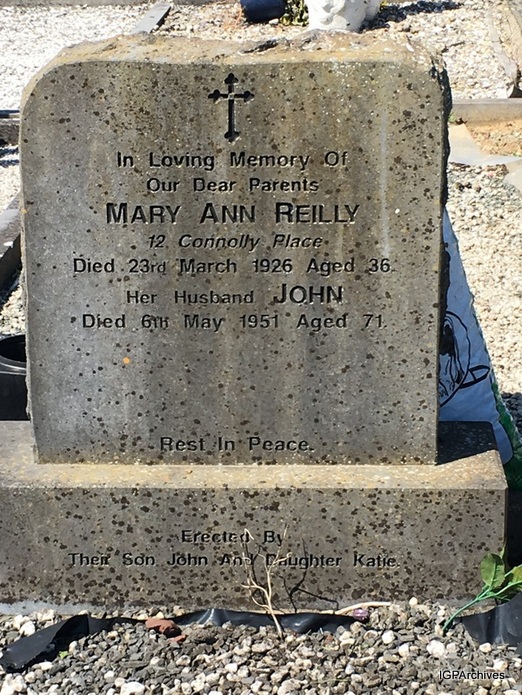 In Loving Memory Of
Our Dear Parents
MARY ANN REILLY
12 Connolly Place
Died 23rd March 1926 Aged 36.
Her Husband JOHN
Died 6TH May 1951 Aged 71.
Rest In Peace.
Erected By
Their Son John And Daughter Katie.
IGPArchives